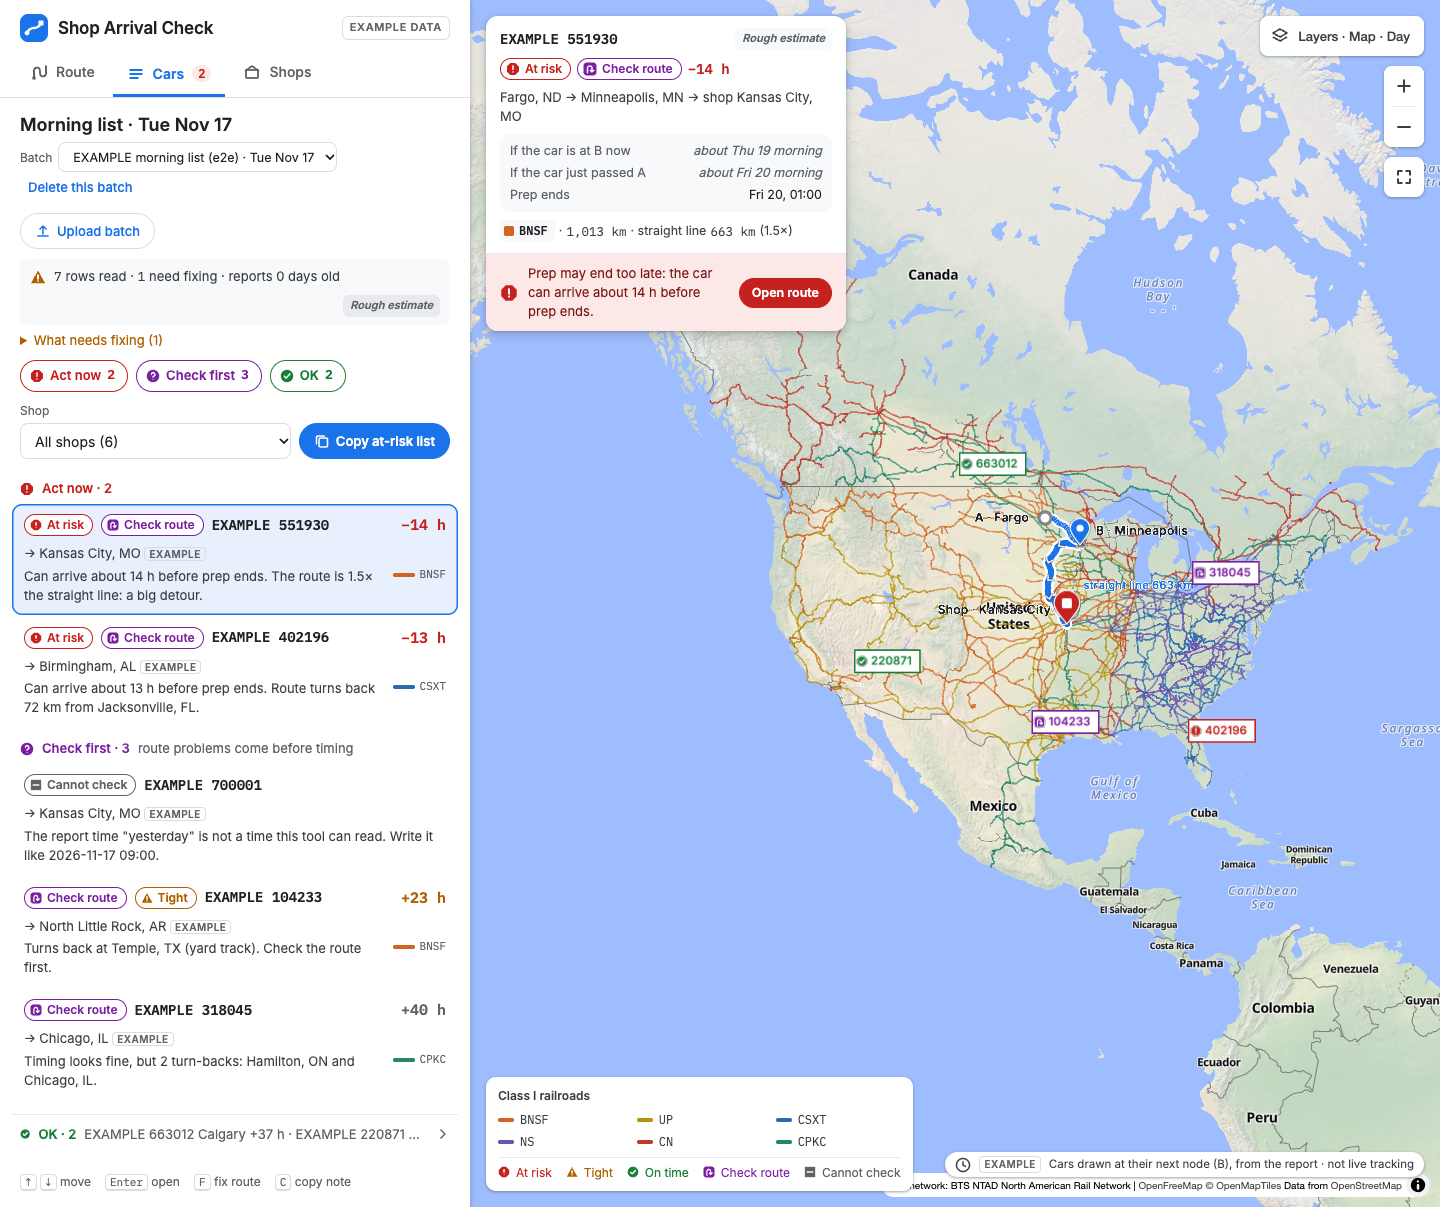 Shop Arrival Check
EXAMPLE DATA
Route
Cars 2
Shops
Morning list · Tue Nov 17
Batch
EXAMPLE morning list (e2e) · Tue Nov 17
Delete this batch
Upload batch
7 rows read · 1 need fixing · reports 0 days old
Rough estimate
What needs fixing (1)
Act now 2
Check first 3
OK 2
Shop
All shops (6)
Copy at-risk list
Act now · 2
At risk
Check route
EXAMPLE 551930
−14 h
→ Kansas City, MO EXAMPLE
Can arrive about 14 h before prep ends. The route is 1.5×
the straight line: a big detour.
BNSF
At risk
Check route
EXAMPLE 402196
−13 h
→ Birmingham, AL EXAMPLE
Can arrive about 13 h before prep ends. Route turns back
72 km from Jacksonville, FL.
CSXT
Check first · 3 route problems come before timing
Cannot check
EXAMPLE 700001
→ Kansas City, MO EXAMPLE
The report time "yesterday" is not a time this tool can read. Write it
like 2026-11-17 09:00.
Check route
Tight
EXAMPLE 104233
+23 h
→ North Little Rock, AR EXAMPLE
Turns back at Temple, TX (yard track). Check the route
first.
BNSF
Check route
EXAMPLE 318045
+40 h
→ Chicago, IL EXAMPLE
Timing looks fine, but 2 turn-backs: Hamilton, ON and
Chicago, IL.
CPKC
OK · 2 EXAMPLE 663012 Calgary +37 h · EXAMPLE 220871 ...
↑ ↓ move
Enter open
F fix route
C copy note
EXAMPLE 551930
Rough estimate
At risk
Check route
−14 h
Fargo, ND → Minneapolis, MN → shop Kansas City,
MO
If the car is at B now
about Thu 19 morning
If the car just passed A
about Fri 20 morning
Prep ends
Fri 20, 01:00
BNSF · 1,013 km · straight line 663 km (1.5×)
Prep may end too late: the car
can arrive about 14 h before
prep ends.
Open route
Layers · Map · Day
Canada
Hudson
Bay
663012
A · Fargo
B · Minneapolis
318045
straight line 663 km
Shop · Kansas City
United
States
220871
104233
402196
Sargasso
Sea
Gulf of
Mexico
Mexico
Cuba
Jamaica
Dominican
Republic
Caribbean
Sea
Guatemala
El Salvador
Nicaragua
Costa Rica
Panama
Venezuela
Colombia
Guyan
Ecuador
Peru
Class I railroads
BNSF
UP
CSXT
NS
CN
CPKC
At risk
Tight
On time
Check route
Cannot check
EXAMPLE Cars drawn at their next node (B), from the report · not live tracking
network: BTS NTAD North American Rail Network | OpenFreeMap © OpenMapTiles Data from OpenStreetMap